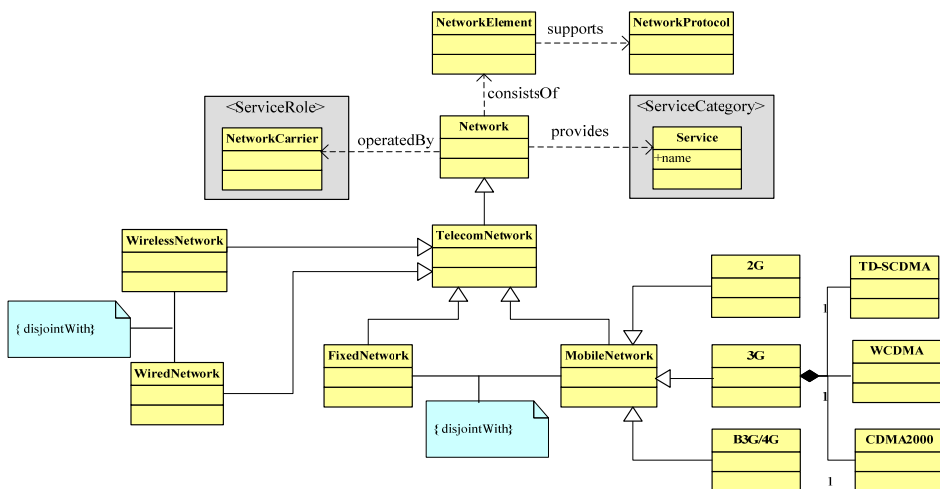 NetworkElement
supports
NetworkProtocol
consistsOf
<ServiceRole>
<ServiceCategory>
Network
NetworkCarrier
operatedBy
provides
Service
+name
WirelessNetwork
TelecomNetwork
2G
TD-SCDMA
1
{ disjointWith}
FixedNetwork
MobileNetwork
3G
WCDMA
WiredNetwork
1
{ disjointWith}
B3G/4G
CDMA2000
1